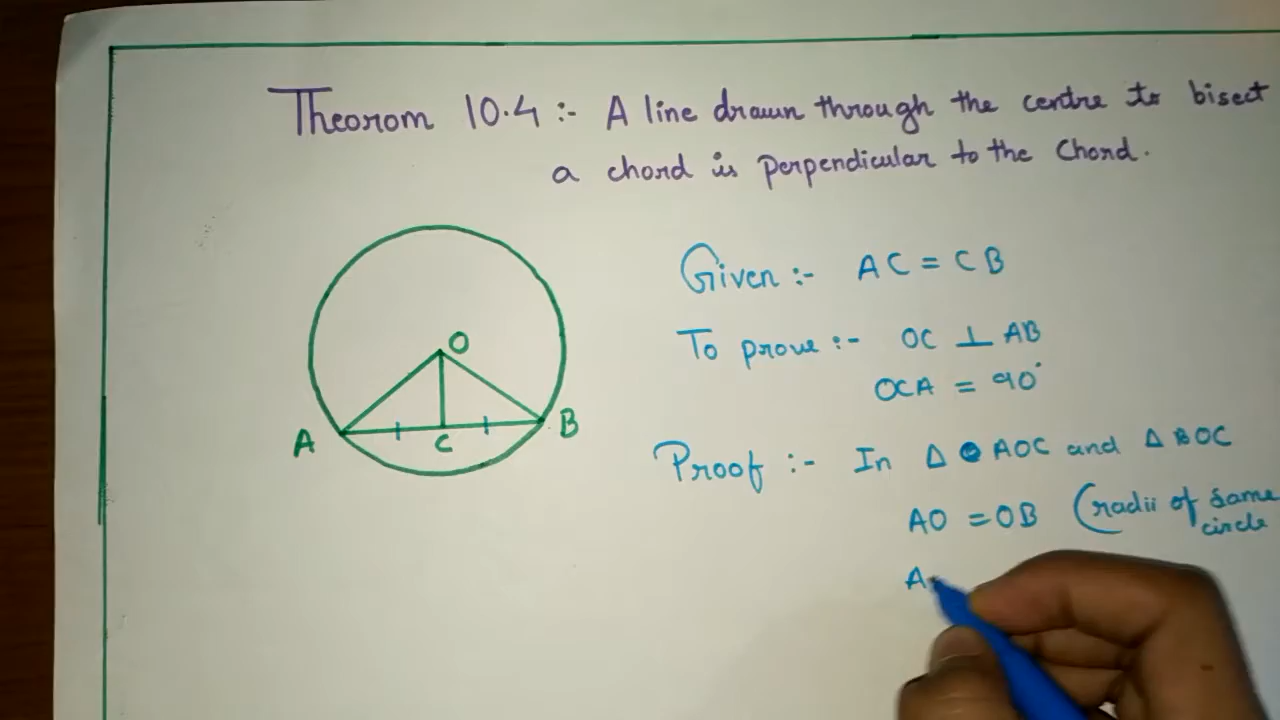 Theorom 10.4 :- A line drawn through the centre to bisect
a chord is perpendicular to the Chord.
O
A
C
B
Given :- AC = CB
To prove :- OC ⊥ AB
OCA = 90°
Proof :- In Δ AOC and Δ BOC
AO = OB (radii of same
circle
A